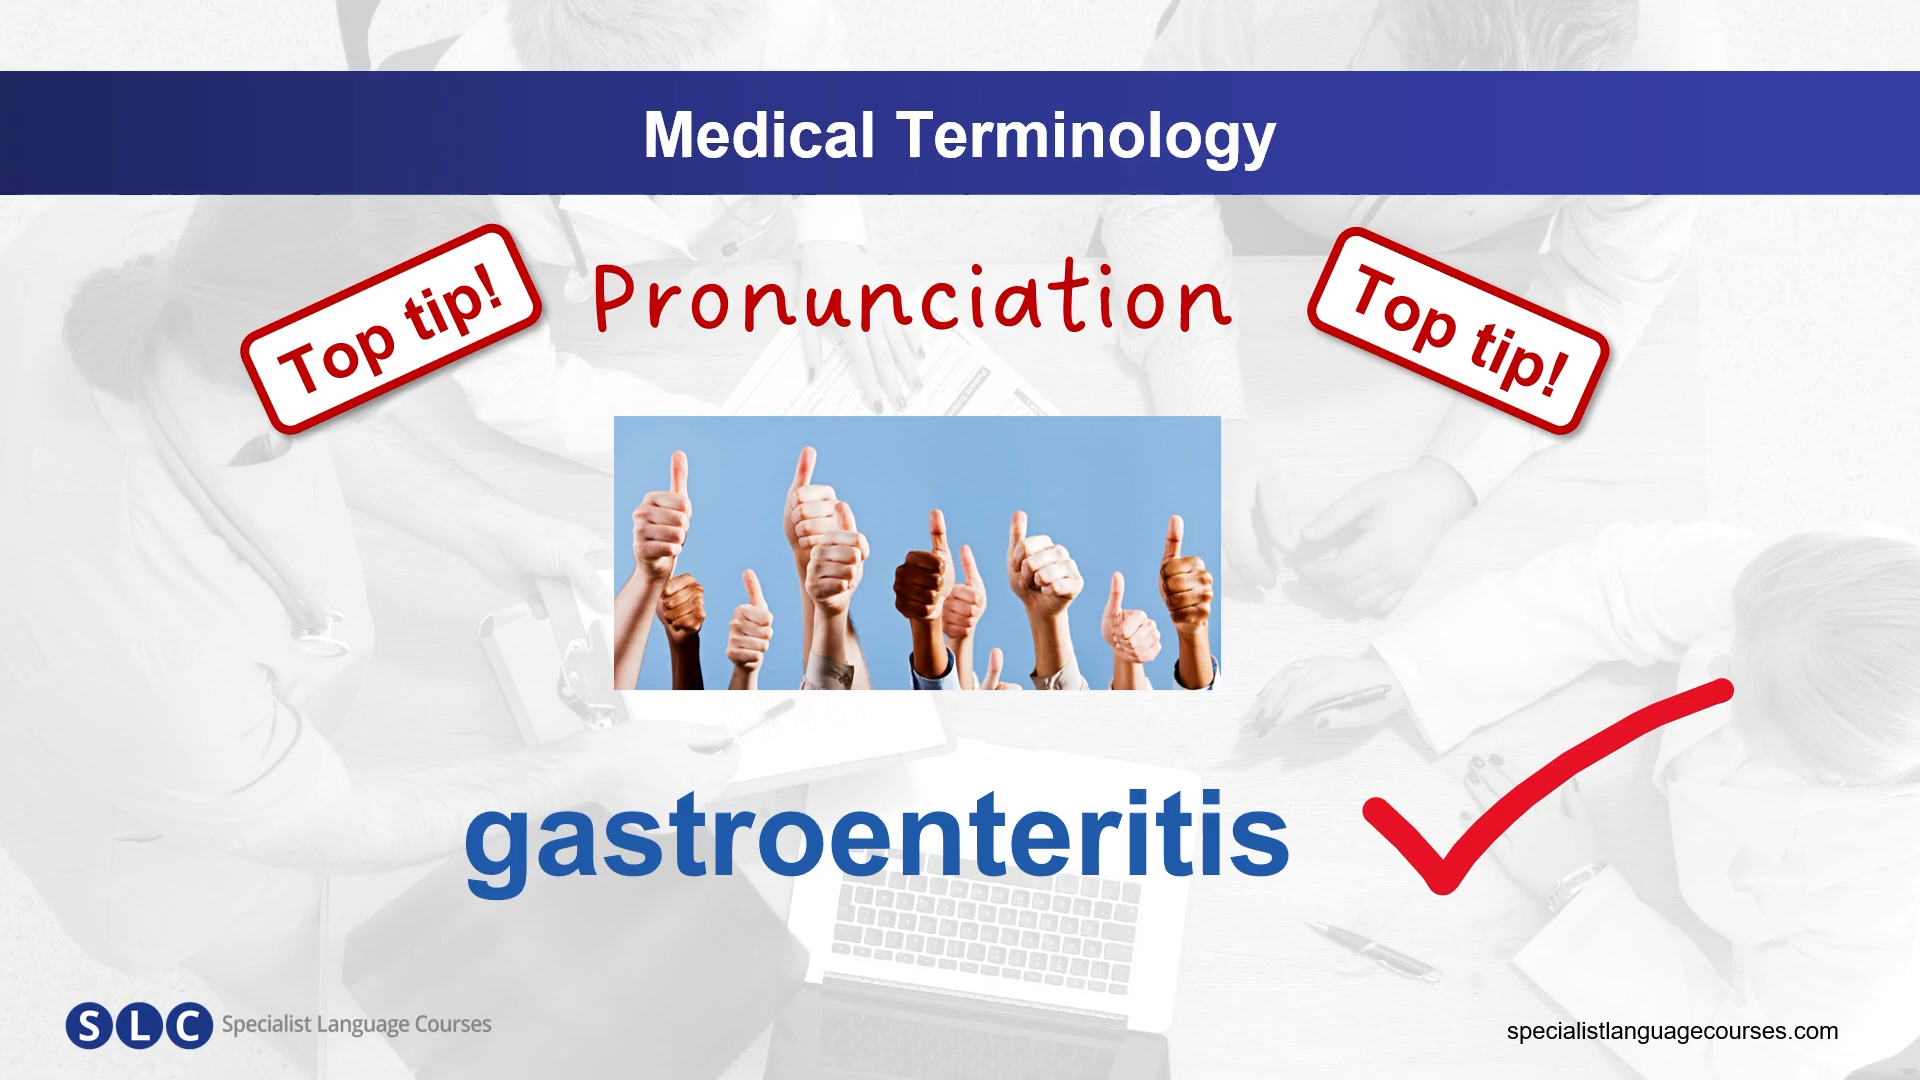 Medical Terminology
Top tip!
Pronunciation
Top tip!
gastroenteritis
SLC Specialist Language Courses
specialistlanguagecourses.com